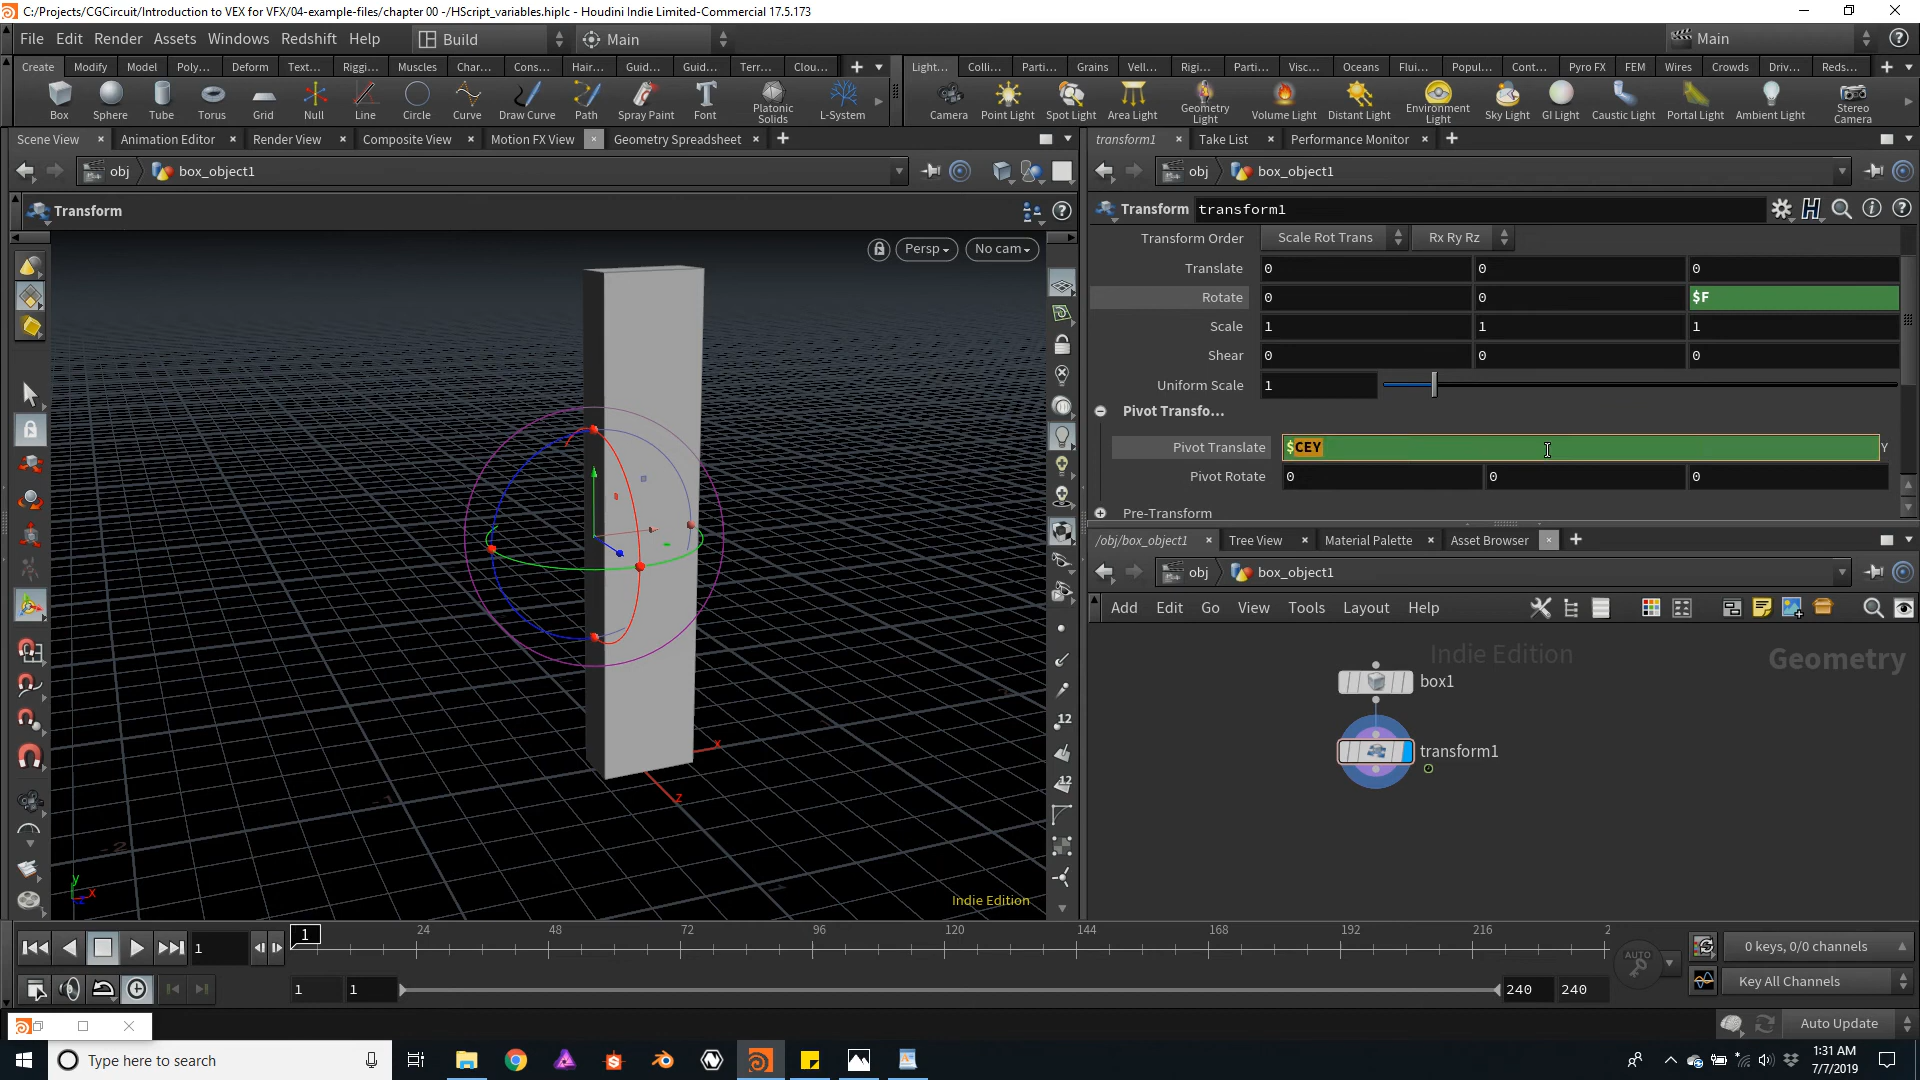 C:/Projects/CGCircuit/Introduction to VEX for VFX/04-example-files/chapter 00 -/HScript_variables.hiplc - Houdini Indie Limited-Commercial 17.5.173
File Edit Render Assets Windows Redshift Help Build Main Main
Create Modify Model Poly... Deform Text... Riggi... Muscles Char... Cons... Hair... Guid... Guid... Terr... Clou...
Light... Colli... Parti... Grains Vell... Rigi... Parti... Visc... Oceans Flui... Popul... Cont... Pyro FX FEM Wires Crowds Driv... Reds...
Box Sphere Tube Torus Grid Null Line Circle Curve Draw Curve Path Spray Paint Font Platonic Solids L-System
Camera Point Light Spot Light Area Light Geometry Light Volume Light Distant Light Environment Light Sky Light GI Light Caustic Light Portal Light Ambient Light Stereo Camera
Scene View Animation Editor Render View Composite View Motion FX View Geometry Spreadsheet
transform1 Take List Performance Monitor
obj box_object1
obj box_object1
Transform
Transform transform1
Persp No cam
Transform Order Scale Rot Trans Rx Ry Rz
Translate 0 0 0
Rotate 0 0 $F
Scale 1 1 1
Shear 0 0 0
Uniform Scale 1
Pivot Transfo...
Pivot Translate $CEY Y
Pivot Rotate 0 0 0
Pre-Transform
/obj/box_object1 Tree View Material Palette Asset Browser
obj box_object1
Add Edit Go View Tools Layout Help
Indie Edition
Geometry
box1
transform1
12
12
x
z
-1
-2
1
y
x
z
Indie Edition
1 1 24 48 72 96 120 144 168 192 216 2
AUTO
0 keys, 0/0 channels
1 1 240 240
Key All Channels
Auto Update
Type here to search
1:31 AM
7/7/2019